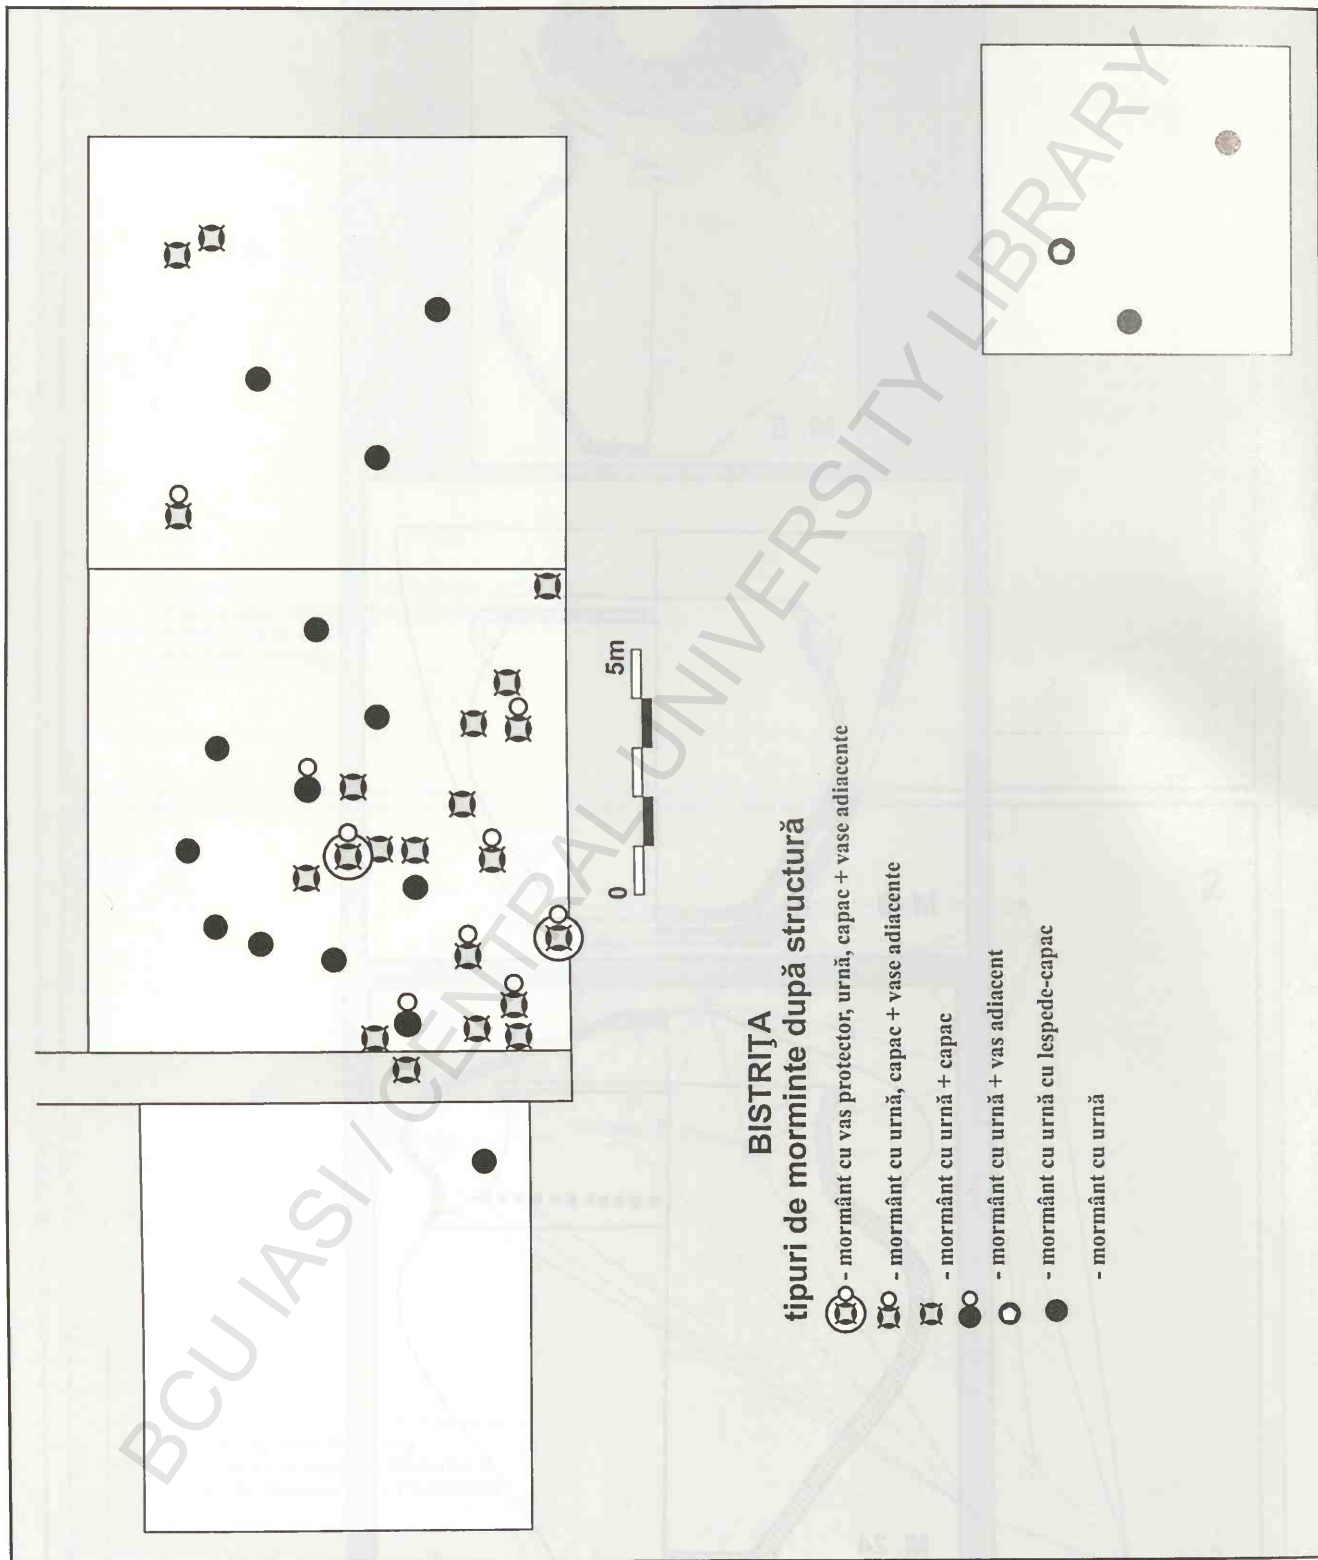 BISTRIȚA
tipuri de morminte după structură
- mormânt cu vas protector, urnă, capac + vase adiacente
- mormânt cu urnă, capac + vase adiacente
- mormânt cu urnă + capac
- mormânt cu urnă + vas adiacent
- mormânt cu urnă cu lespede-capac
- mormânt cu urnă
0 5m
BCU IASI / CENTRAL UNIVERSITY LIBRARY